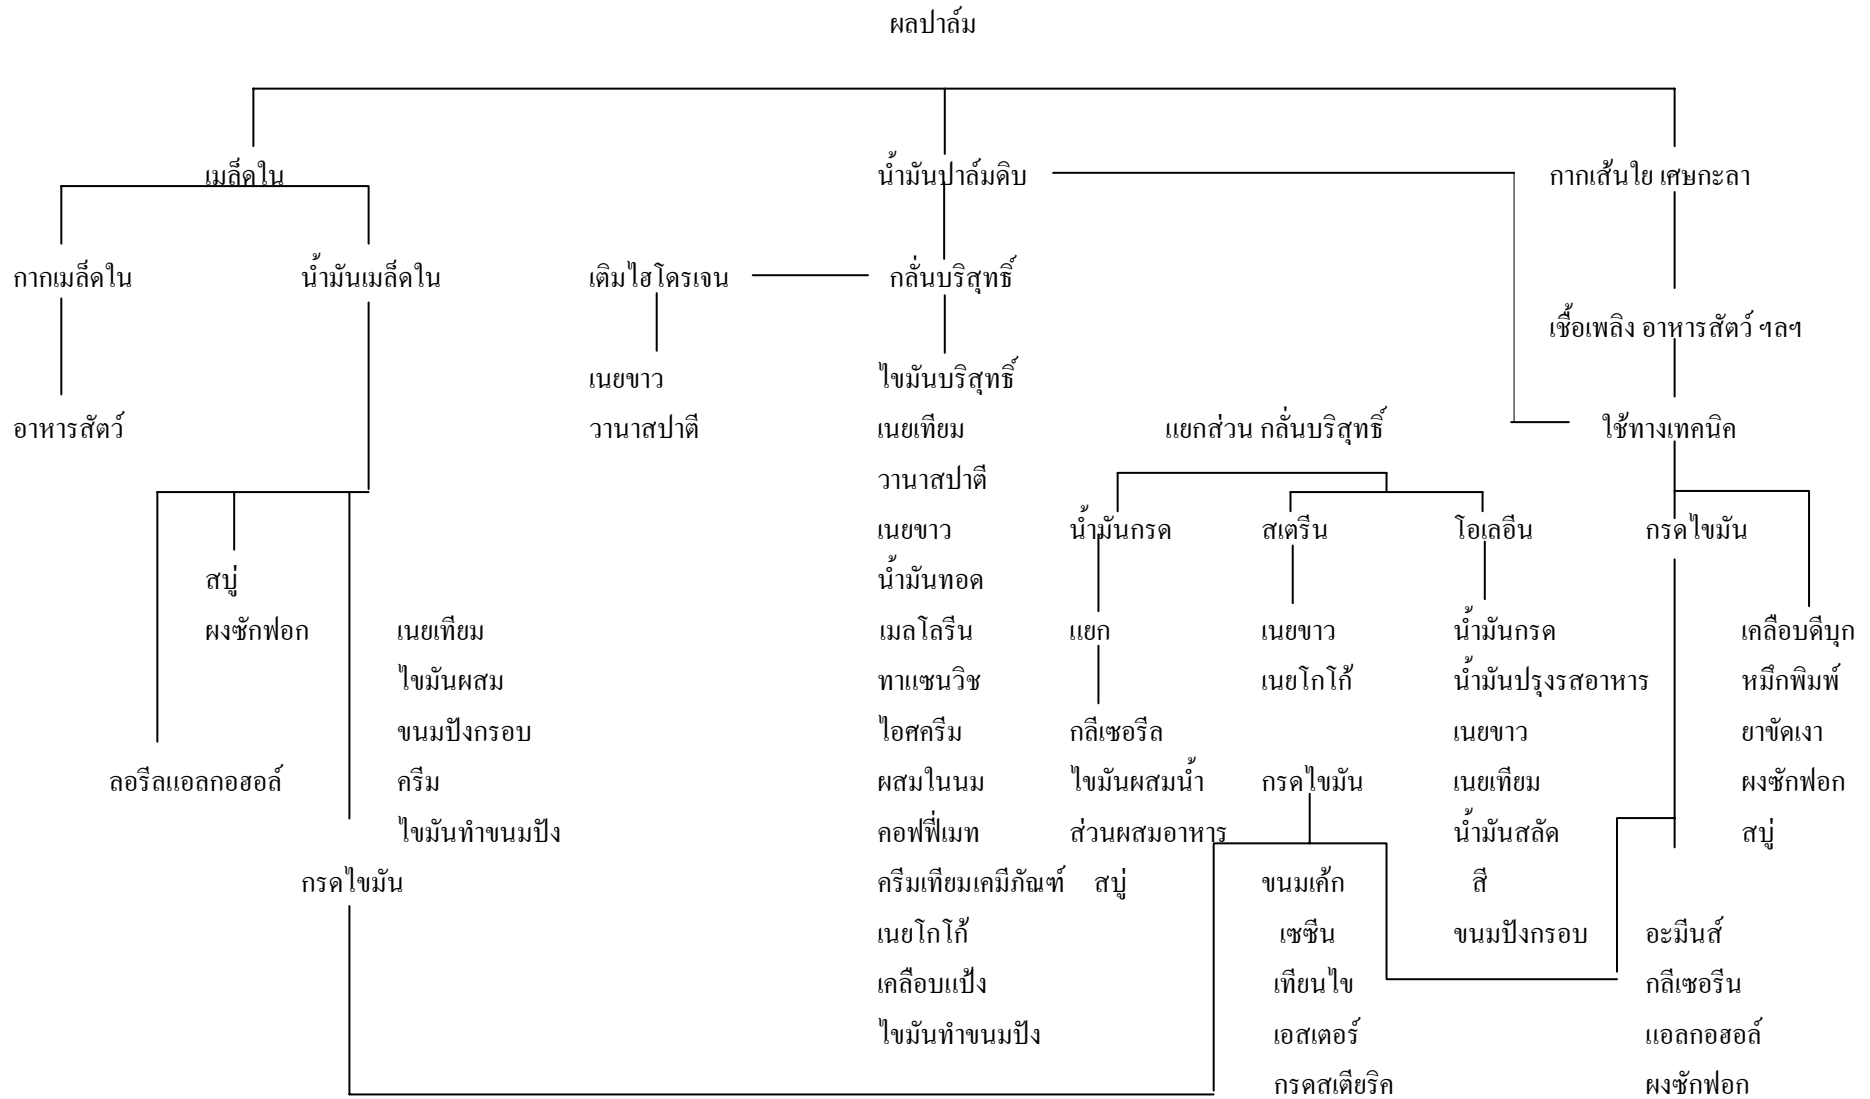 ผลปาล์ม
เมล็ดใน น้ำมันปาล์มดิบ กากเส้นใย เศษกะลา
กากเมล็ดใน น้ำมันเมล็ดใน เติมไฮโดรเจน กลั่นบริสุทธิ์
เชื้อเพลิง อาหารสัตว์ ฯลฯ
เนยขาว ไขมันบริสุทธิ์
อาหารสัตว์ วานาสปาตี เนยเทียม แยกส่วน กลั่นบริสุทธิ์ ใช้ทางเทคนิค
วานาสปาตี
เนยขาว น้ำมันกรด สเตรีน โอเลอีน กรดไขมัน
สบู่ น้ำมันทอด
ผงซักฟอก เนยเทียม เมลโลรีน แยก เนยขาว น้ำมันกรด เคลือบดีบุก
ไขมันผสม ทาแซนวิช เนยโกโก้ น้ำมันปรุงรสอาหาร หมึกพิมพ์
ขนมปังกรอบ ไอศครีม กลีเซอรีล เนยขาว ยาขัดเงา
ลอรีลแอลกอฮอล์ ครีม ผสมในนม ไขมันผสมน้ำ กรดไขมัน เนยเทียม ผงซักฟอก
ไขมันทำขนมปัง คอฟฟี่เมท ส่วนผสมอาหาร น้ำมันสลัด สบู่
กรดไขมัน ครีมเทียมเคมีภัณฑ์ สบู่ ขนมเค้ก สี
เนยโกโก้ เซซีน ขนมปังกรอบ อะมีนส์
เคลือบแป้ง เทียนไข กลีเซอรีน
ไขมันทำขนมปัง เอสเตอร์ แอลกอฮอล์
กรดสเตียริค ผงซักฟอก